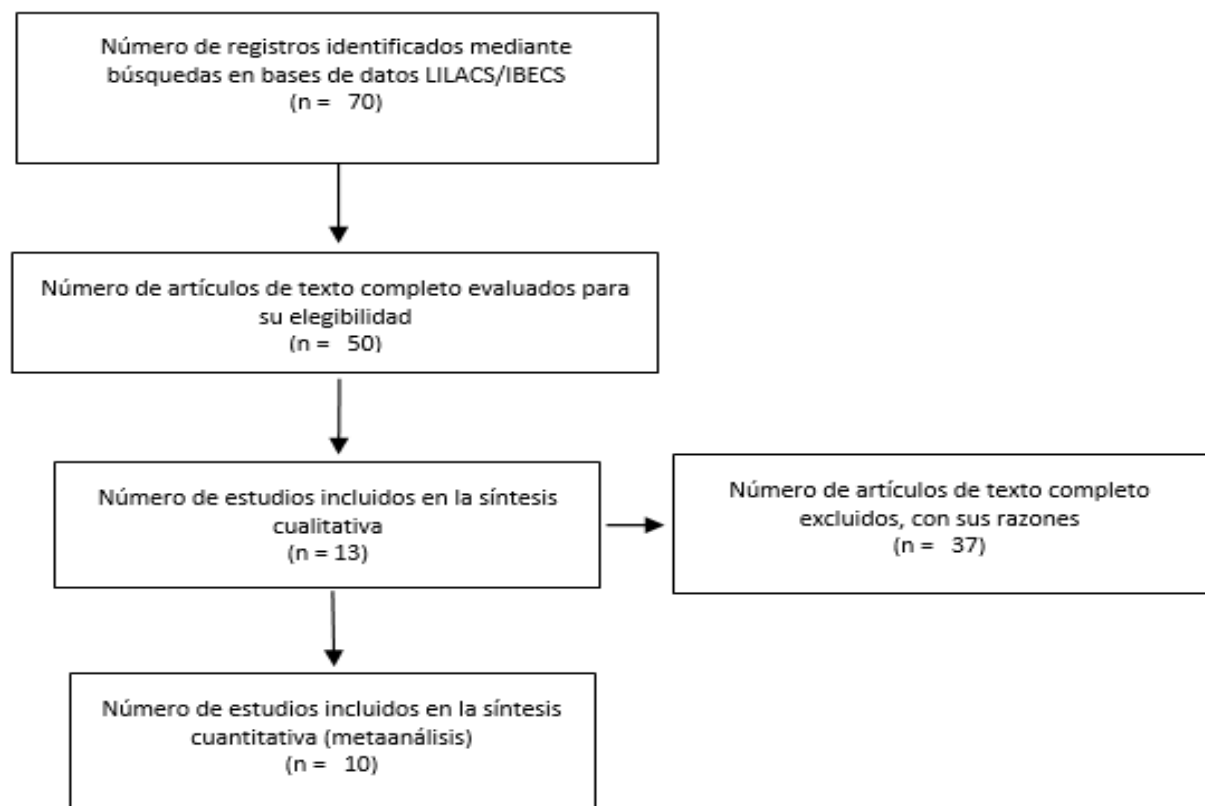 Número de registros identificados mediante
búsquedas en bases de datos LILACS/IBECS
(n = 70)
Número de artículos de texto completo evaluados para
su elegibilidad
(n = 50)
Número de estudios incluidos en la síntesis
cualitativa
(n = 13)
Número de artículos de texto completo
excluidos, con sus razones
(n = 37)
Número de estudios incluidos en la síntesis
cuantitativa (metaanálisis)
(n = 10)